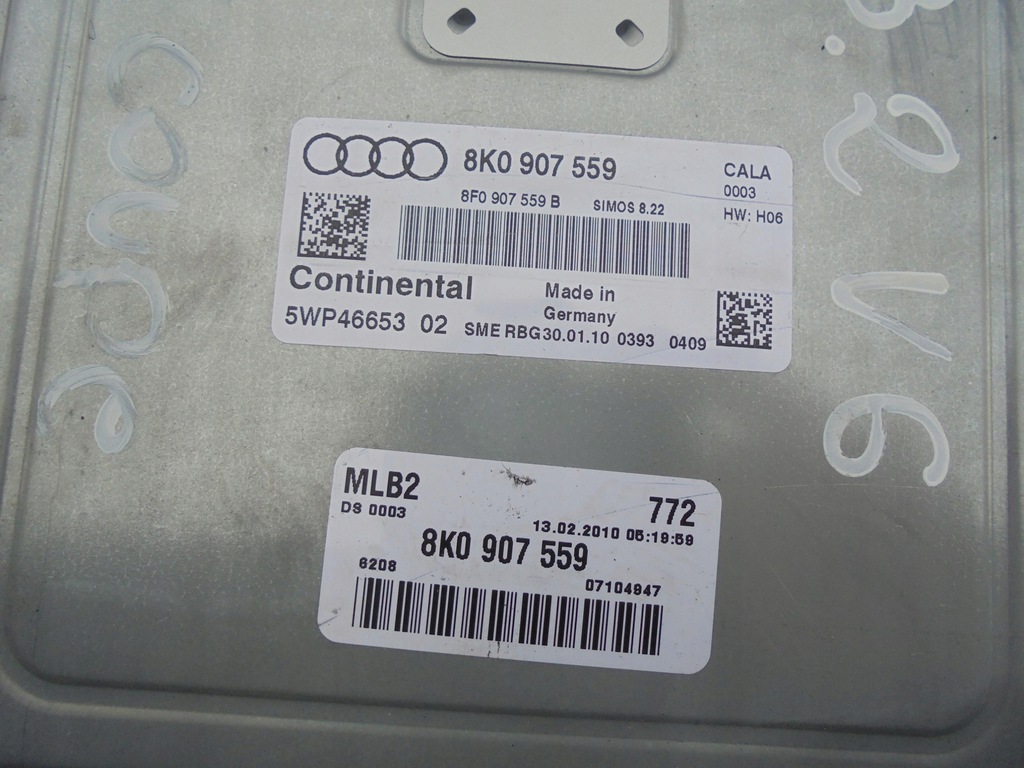 coupe
8K0 907 559
CALA
0003
8F0 907 559 B
SIMOS 8.22
HW: H06
Continental
Made in
Germany
5WP46653 02
SME RBG30.01.10 0393 0409
3.2 V6
MLB2
772
DS 0003
13.02.2010 05:19:59
8K0 907 559
6208
07104947